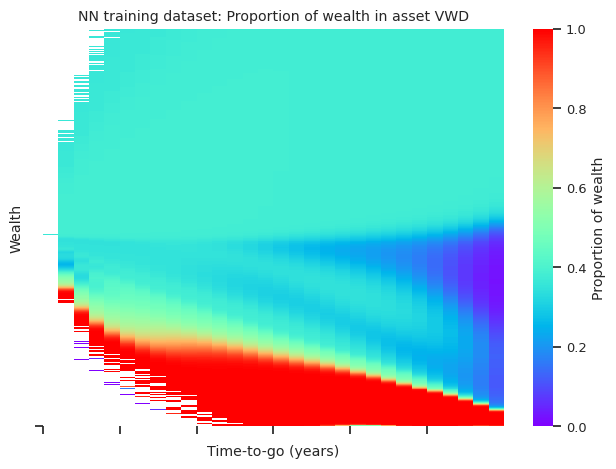 NN training dataset: Proportion of wealth in asset VWD
Wealth
Time-to-go (years)
1.0
0.8
0.6
0.4
0.2
0.0
Proportion of wealth